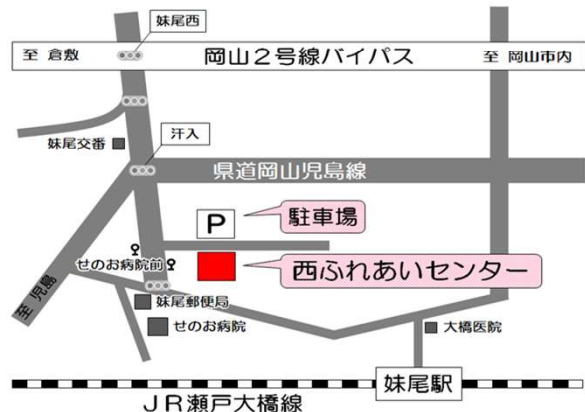 妹尾西
至 倉敷
岡山2号線バイパス
至 岡山市内
妹尾交番
汗入
県道岡山児島線
P
駐車場
せのお病院前
西ふれあいセンター
至 児島
妹尾郵便局
せのお病院
大橋医院
妹尾駅
JR瀬戸大橋線